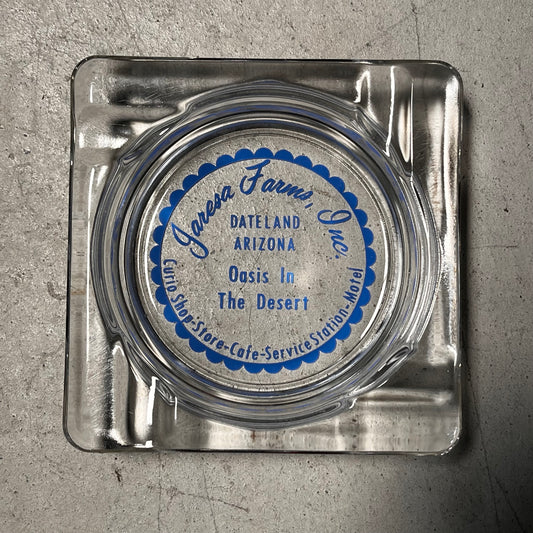 Jaresa Farms, Inc.
DATELAND
ARIZONA
Oasis In
The Desert
Curio Shop-Store-Cafe-Service Station-Motel